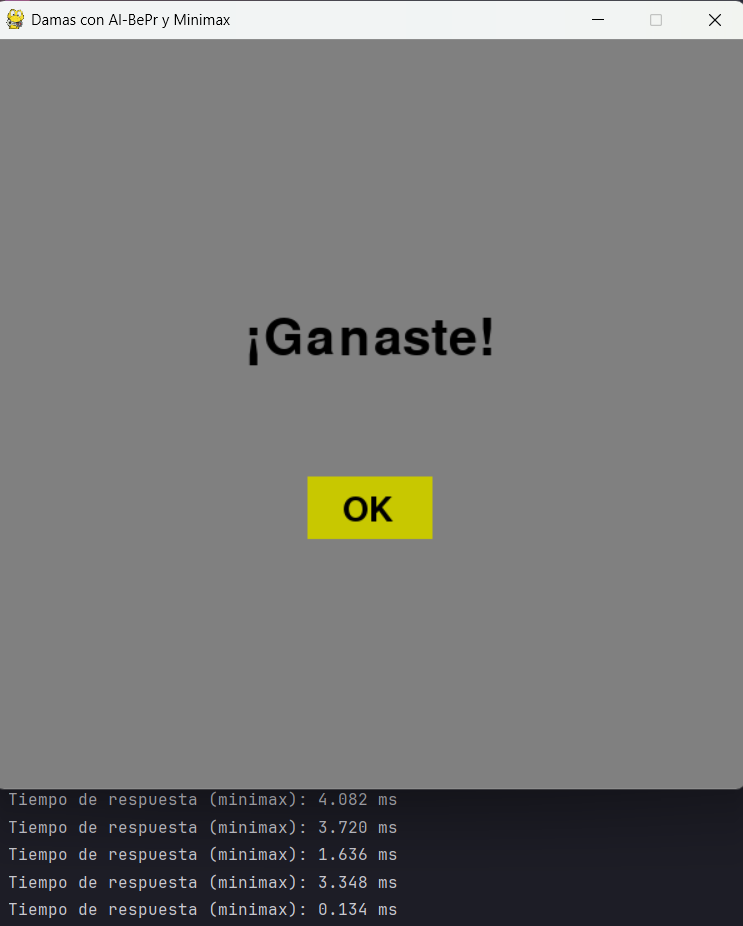 Damas con Al-BePr y Minimax
¡Ganaste!
OK
Tiempo de respuesta (minimax): 4.082 ms
Tiempo de respuesta (minimax): 3.720 ms
Tiempo de respuesta (minimax): 1.636 ms
Tiempo de respuesta (minimax): 3.348 ms
Tiempo de respuesta (minimax): 0.134 ms